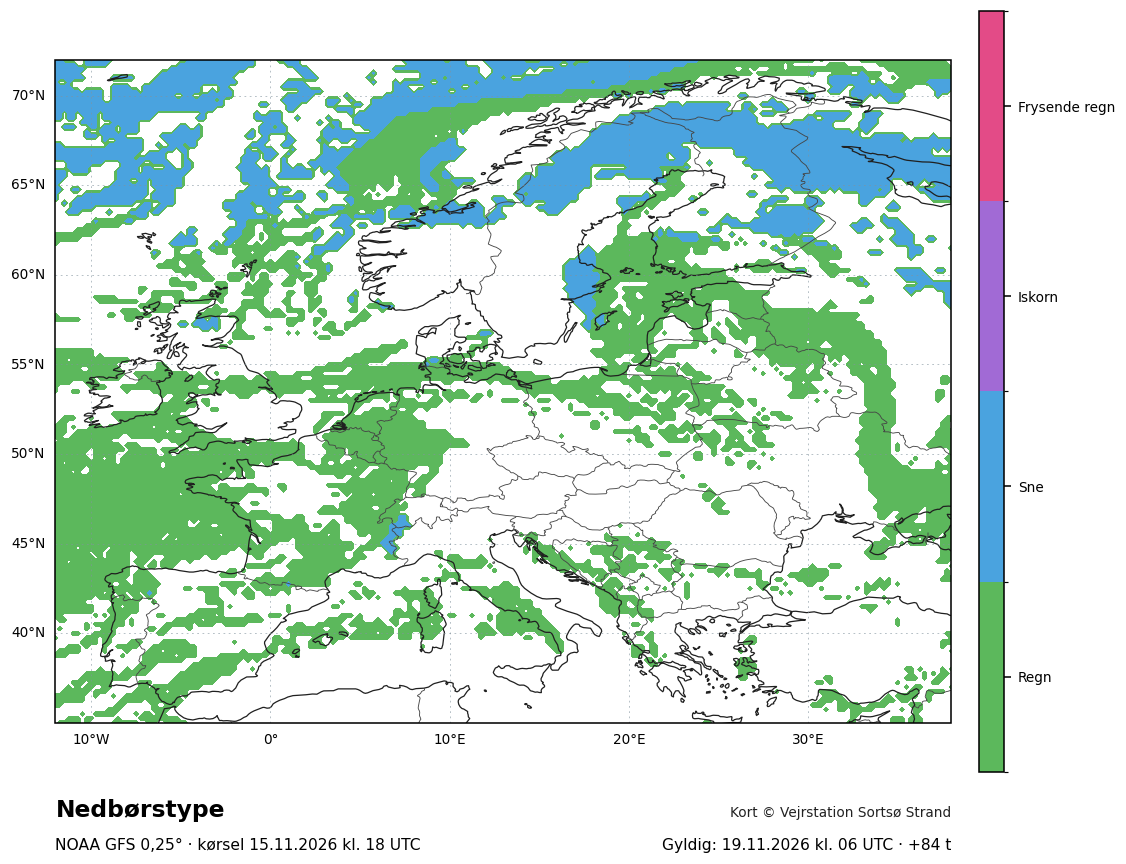 70°N
65°N
60°N
55°N
50°N
45°N
40°N
10°W
0°
10°E
20°E
30°E
Frysende regn
Iskorn
Sne
Regn
Nedbørstype
Kort © Vejrstation Sortsø Strand
NOAA GFS 0,25° · kørsel 15.11.2026 kl. 18 UTC
Gyldig: 19.11.2026 kl. 06 UTC · +84 t